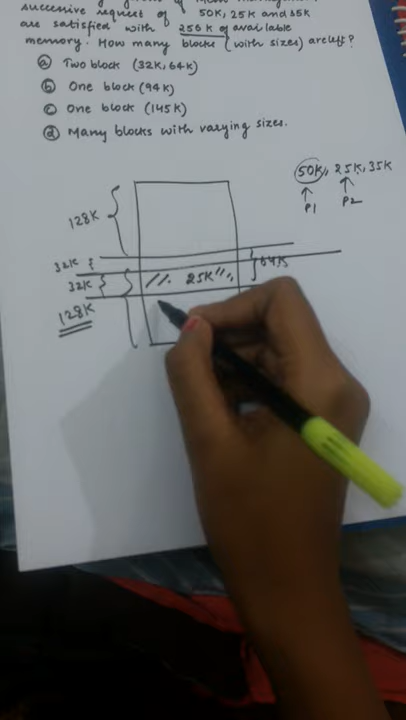 successive request of 50K, 25K and 35K
are satisfied with 256 K of available
memory. How many blocks (with sizes) are left?
(a) Two block (32K, 64K)
(b) One block (94K)
(c) One block (145K)
(d) Many blocks with varying sizes.
50K, 25K, 35K
P1 P2
128K
32K 64K
32K 25K
128K